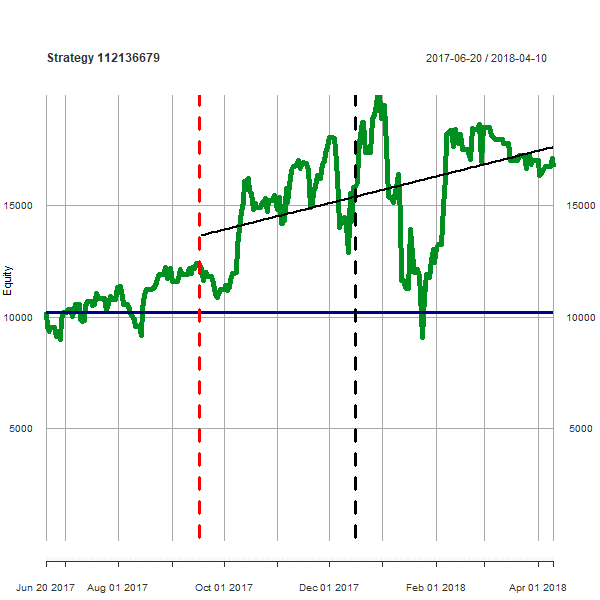 Strategy 112136679
2017-06-20 / 2018-04-10
15000
15000
Equity
10000
10000
5000
5000
Jun 20 2017
Aug 01 2017
Oct 01 2017
Dec 01 2017
Feb 01 2018
Apr 01 2018